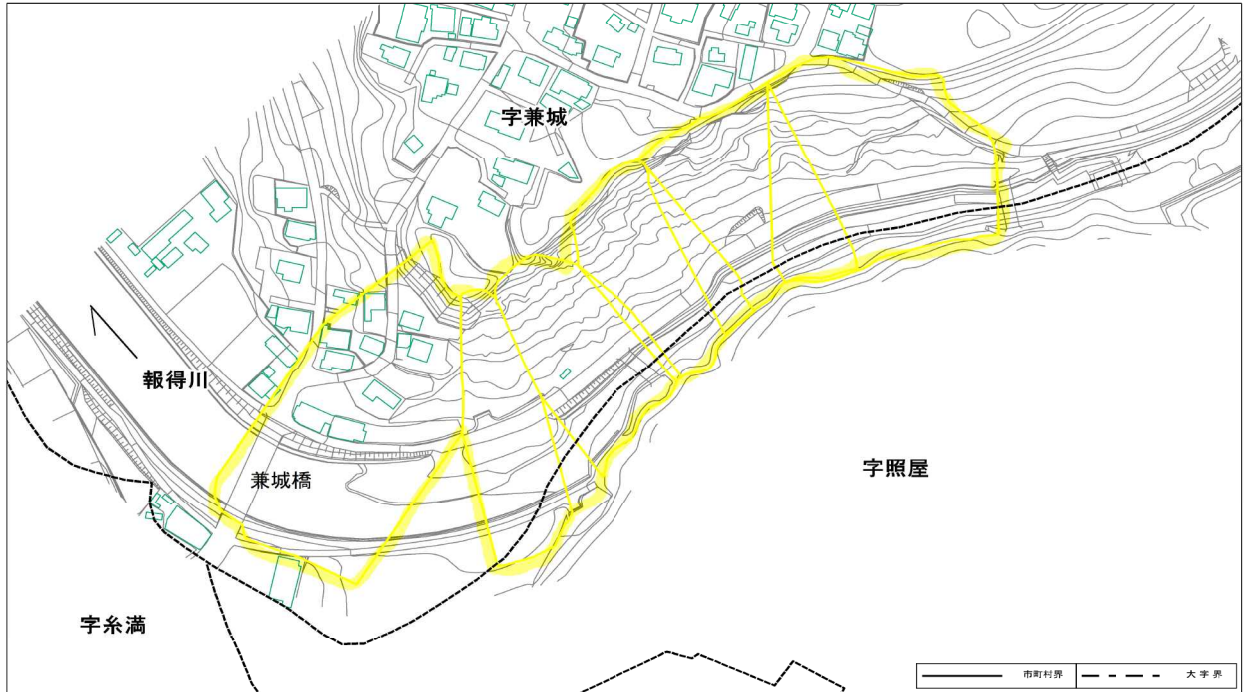 字兼城
報得川
兼城橋
字照屋
字糸満
市町村界
大字界